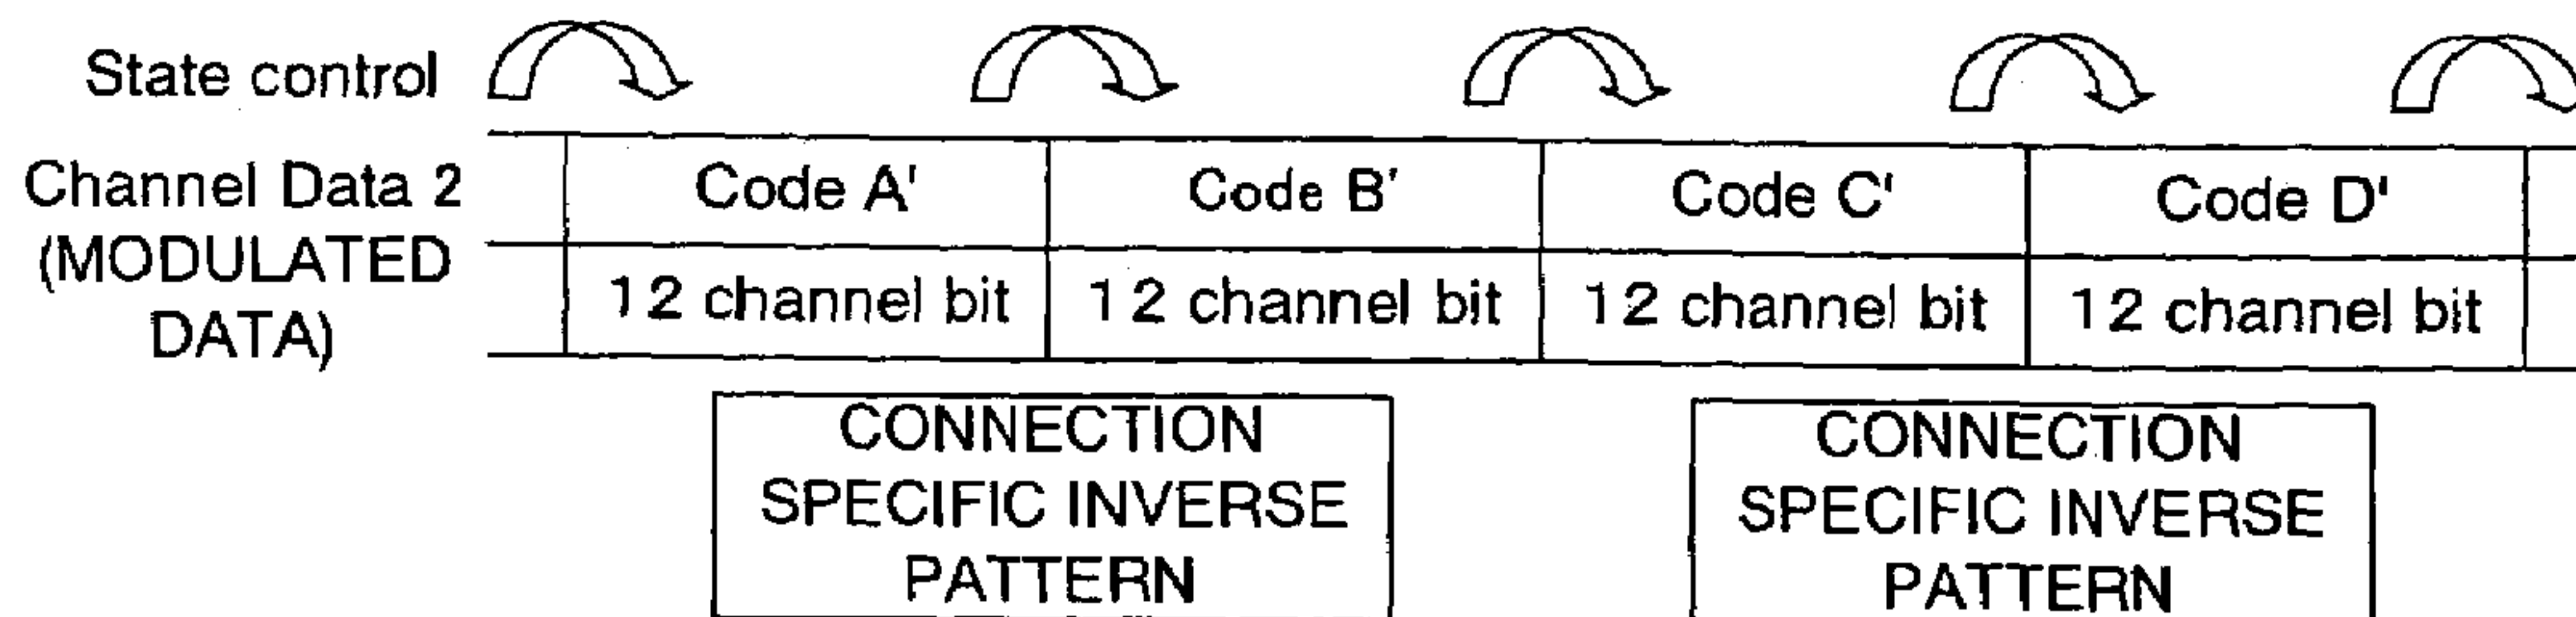 State control
Channel Data 2
(MODULATED
DATA)
Code A' Code B' Code C' Code D'
12 channel bit 12 channel bit 12 channel bit 12 channel bit
CONNECTION
SPECIFIC INVERSE
PATTERN
CONNECTION
SPECIFIC INVERSE
PATTERN